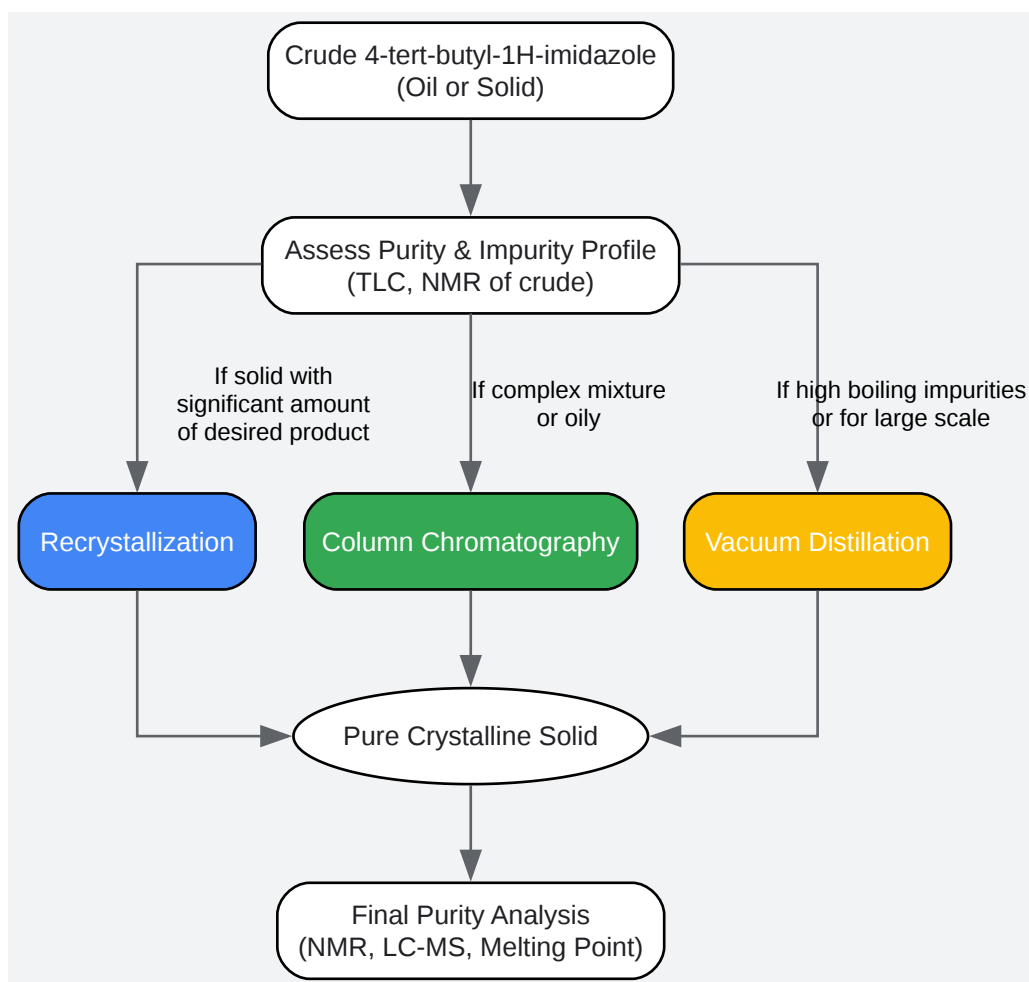 Crude 4-tert-butyl-1H-imidazole
(Oil or Solid)
Assess Purity & Impurity Profile
(TLC, NMR of crude)
If solid with
significant amount
of desired product
If complex mixture
or oily
If high boiling impurities
or for large scale
Recrystallization
Column Chromatography
Vacuum Distillation
Pure Crystalline Solid
Final Purity Analysis
(NMR, LC-MS, Melting Point)